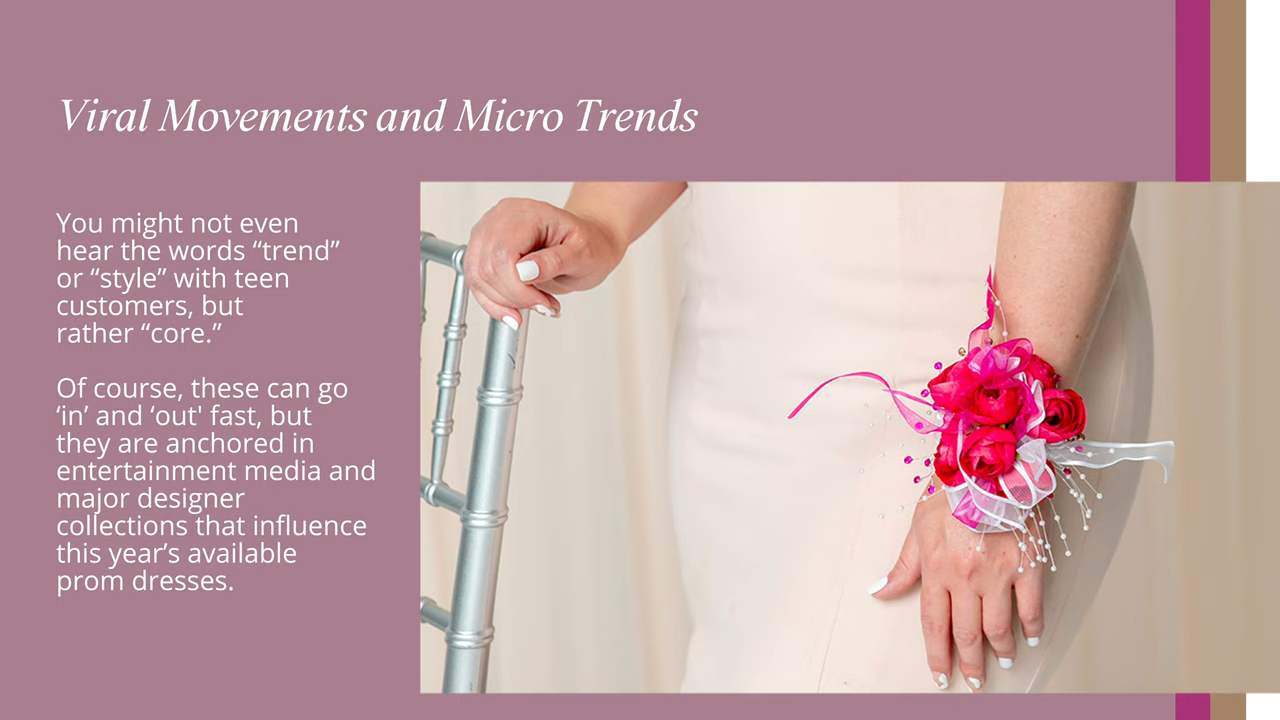 Viral Movements and Micro Trends
You might not even
hear the words “trend”
or “style” with teen
customers, but
rather “core.”
Of course, these can go
‘in’ and ‘out' fast, but
they are anchored in
entertainment media and
major designer
collections that influence
this year’s available
prom dresses.